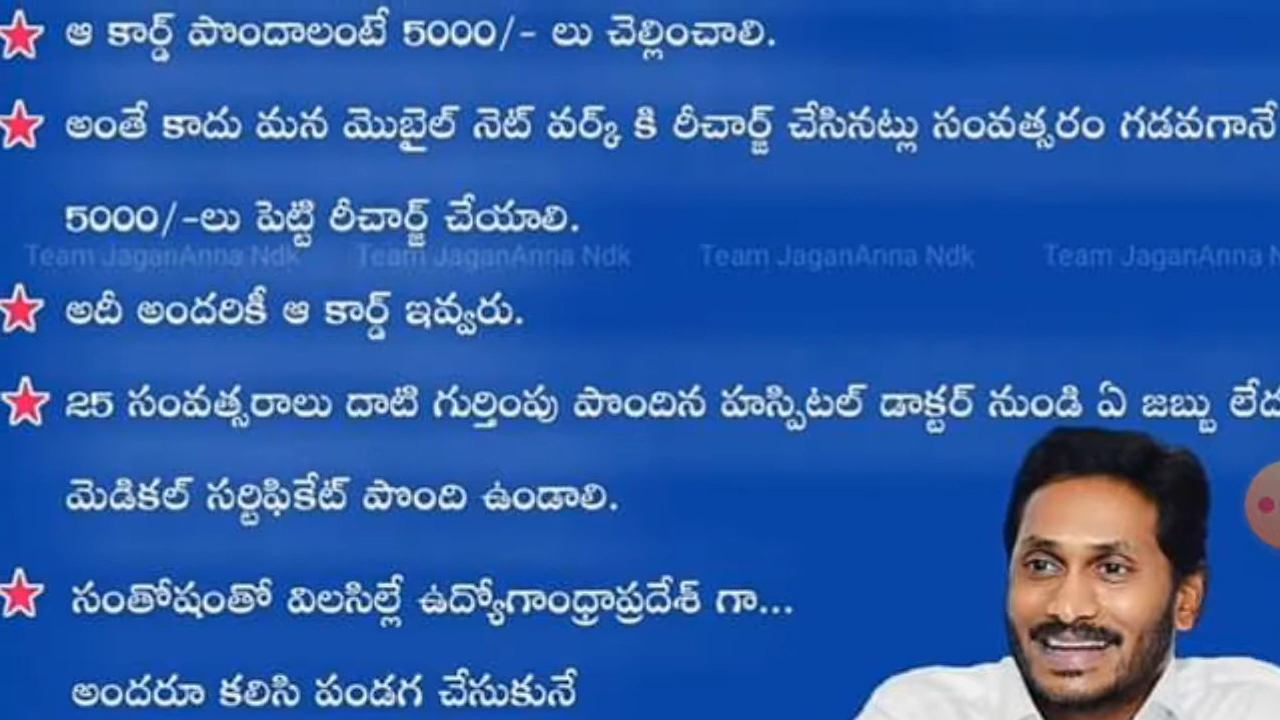 ఆ కార్డ్ పొందాలంటే 5000/- లు చెల్లించాలి.
అంతే కాదు మన మొబైల్ నెట్ వర్క్ కి రీచార్జ్ చేసినట్లు సంవత్సరం గడవగానే
5000/-లు పెట్టి రీచార్జ్ చేయాలి.
Team JaganAnna Ndk Team JaganAnna Ndk Team JaganAnna Ndk Team JaganAnna N
అదీ అందరికీ ఆ కార్డ్ ఇవ్వరు.
25 సంవత్సరాలు దాటి గుర్తింపు పొందిన హస్పిటల్ డాక్టర్ నుండి ఏ జబ్బు
మెడికల్ సర్టిఫికేట్ పొంది ఉండాలి.
సంతోషంతో విలసిల్లే ఉద్యోగాంధ్రాప్రదేశ్ గా...
అందరూ కలిసి పండగ చేసుకునే